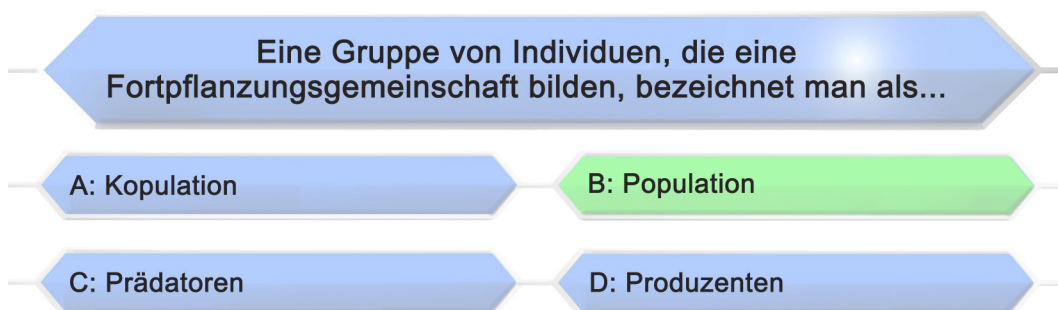 Eine Gruppe von Individuen, die eine
Fortpflanzungsgemeinschaft bilden, bezeichnet man als...
A: Kopulation
B: Population
C: Prädatoren
D: Produzenten